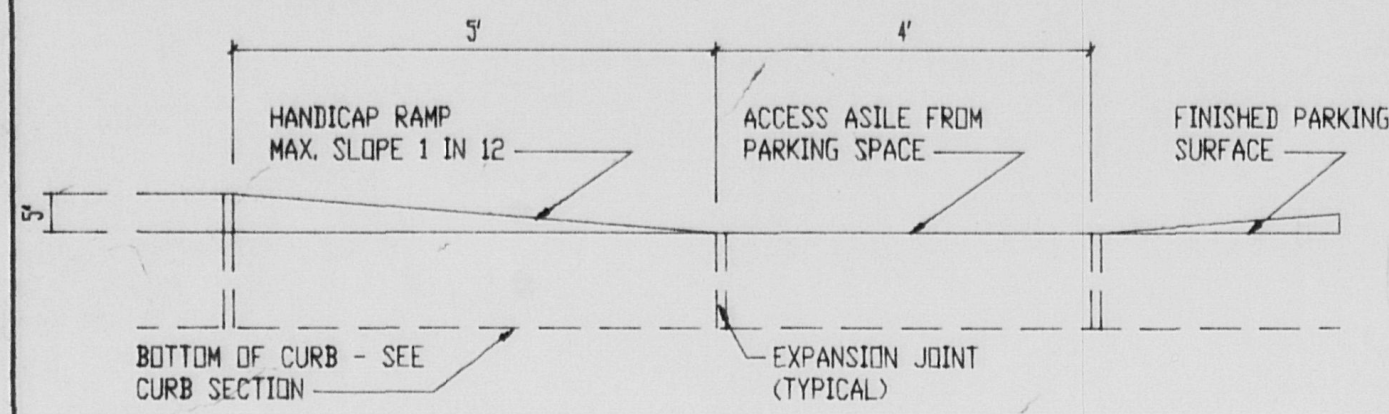 5'
4'
HANDICAP RAMP
MAX. SLOPE 1 IN 12
ACCESS ASILE FROM
PARKING SPACE
FINISHED PARKING
SURFACE
5'
BOTTOM OF CURB - SEE
CURB SECTION
EXPANSION JOINT
(TYPICAL)